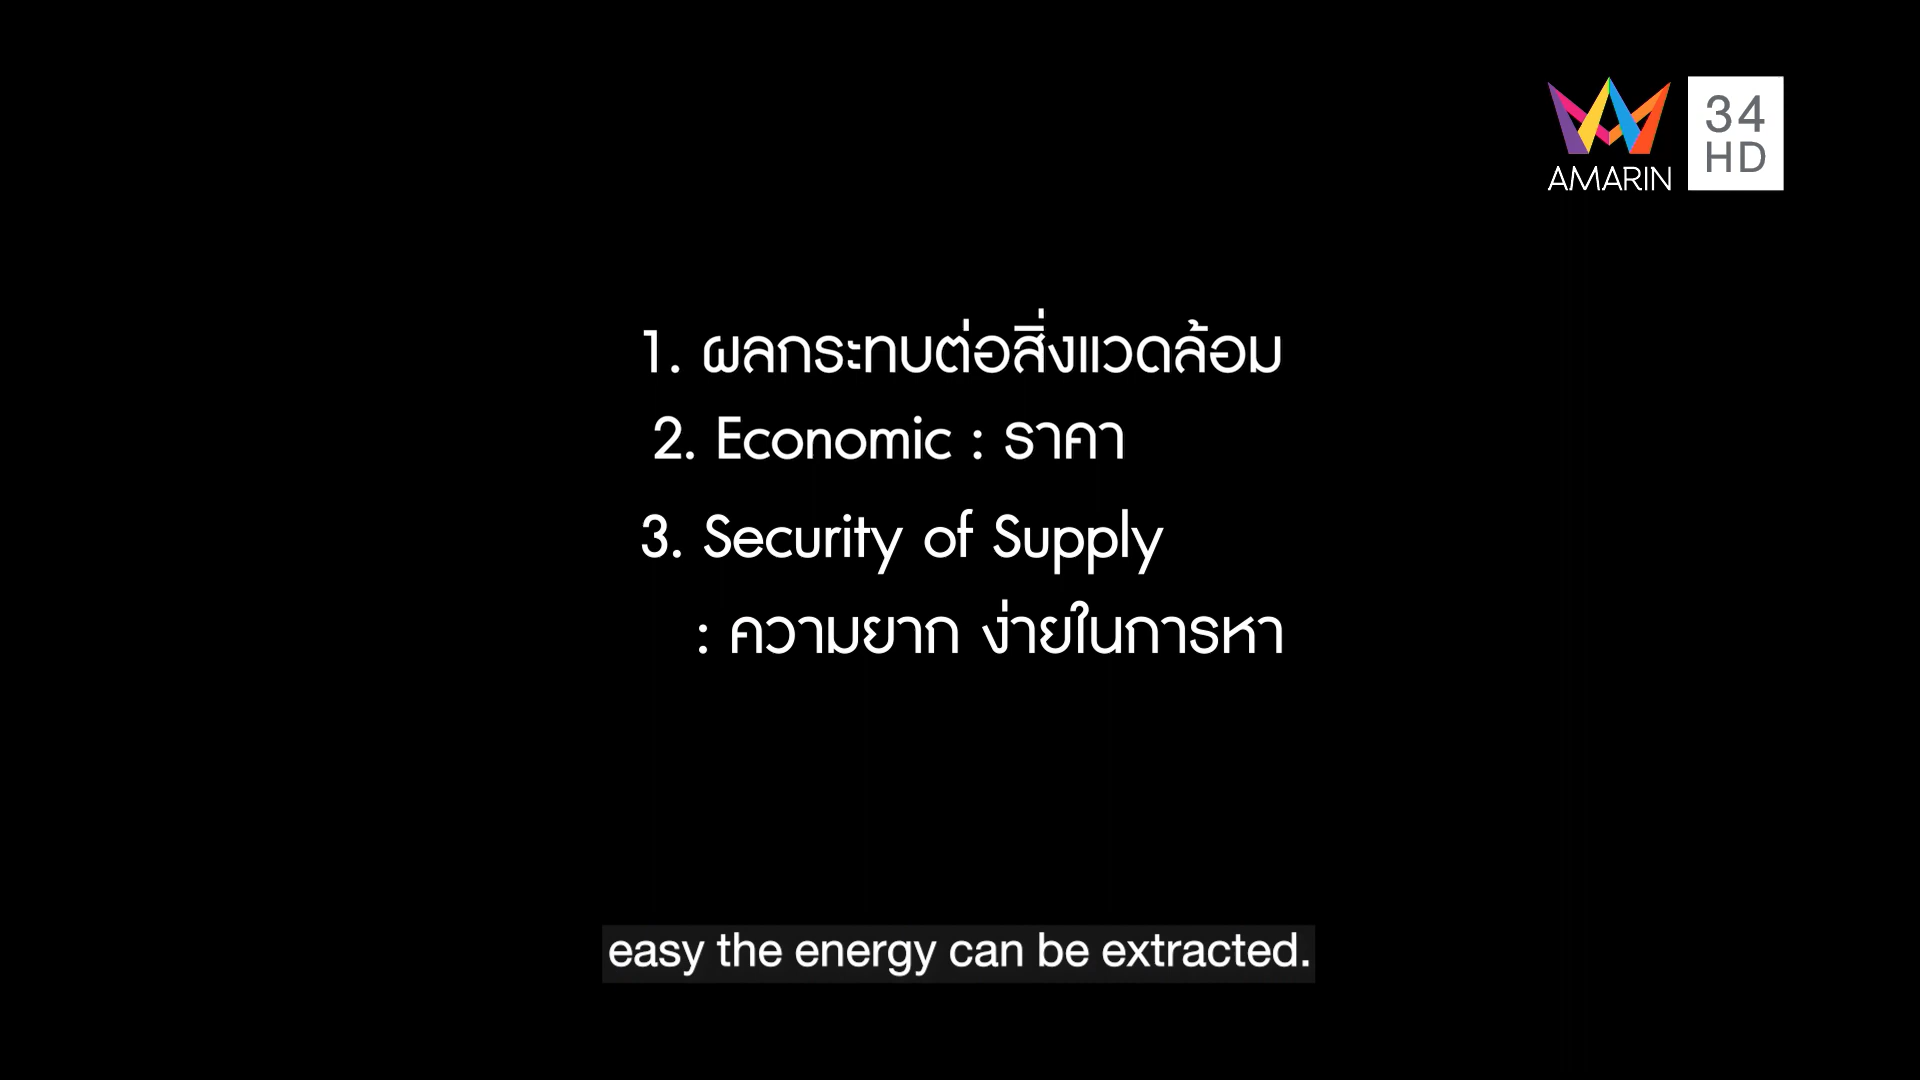 AMARIN
34
HD
1. ผลกระทบต่อสิ่งแวดล้อม
2. Economic : ราคา
3. Security of Supply
: ความยาก ง่ายในการหา
easy the energy can be extracted.